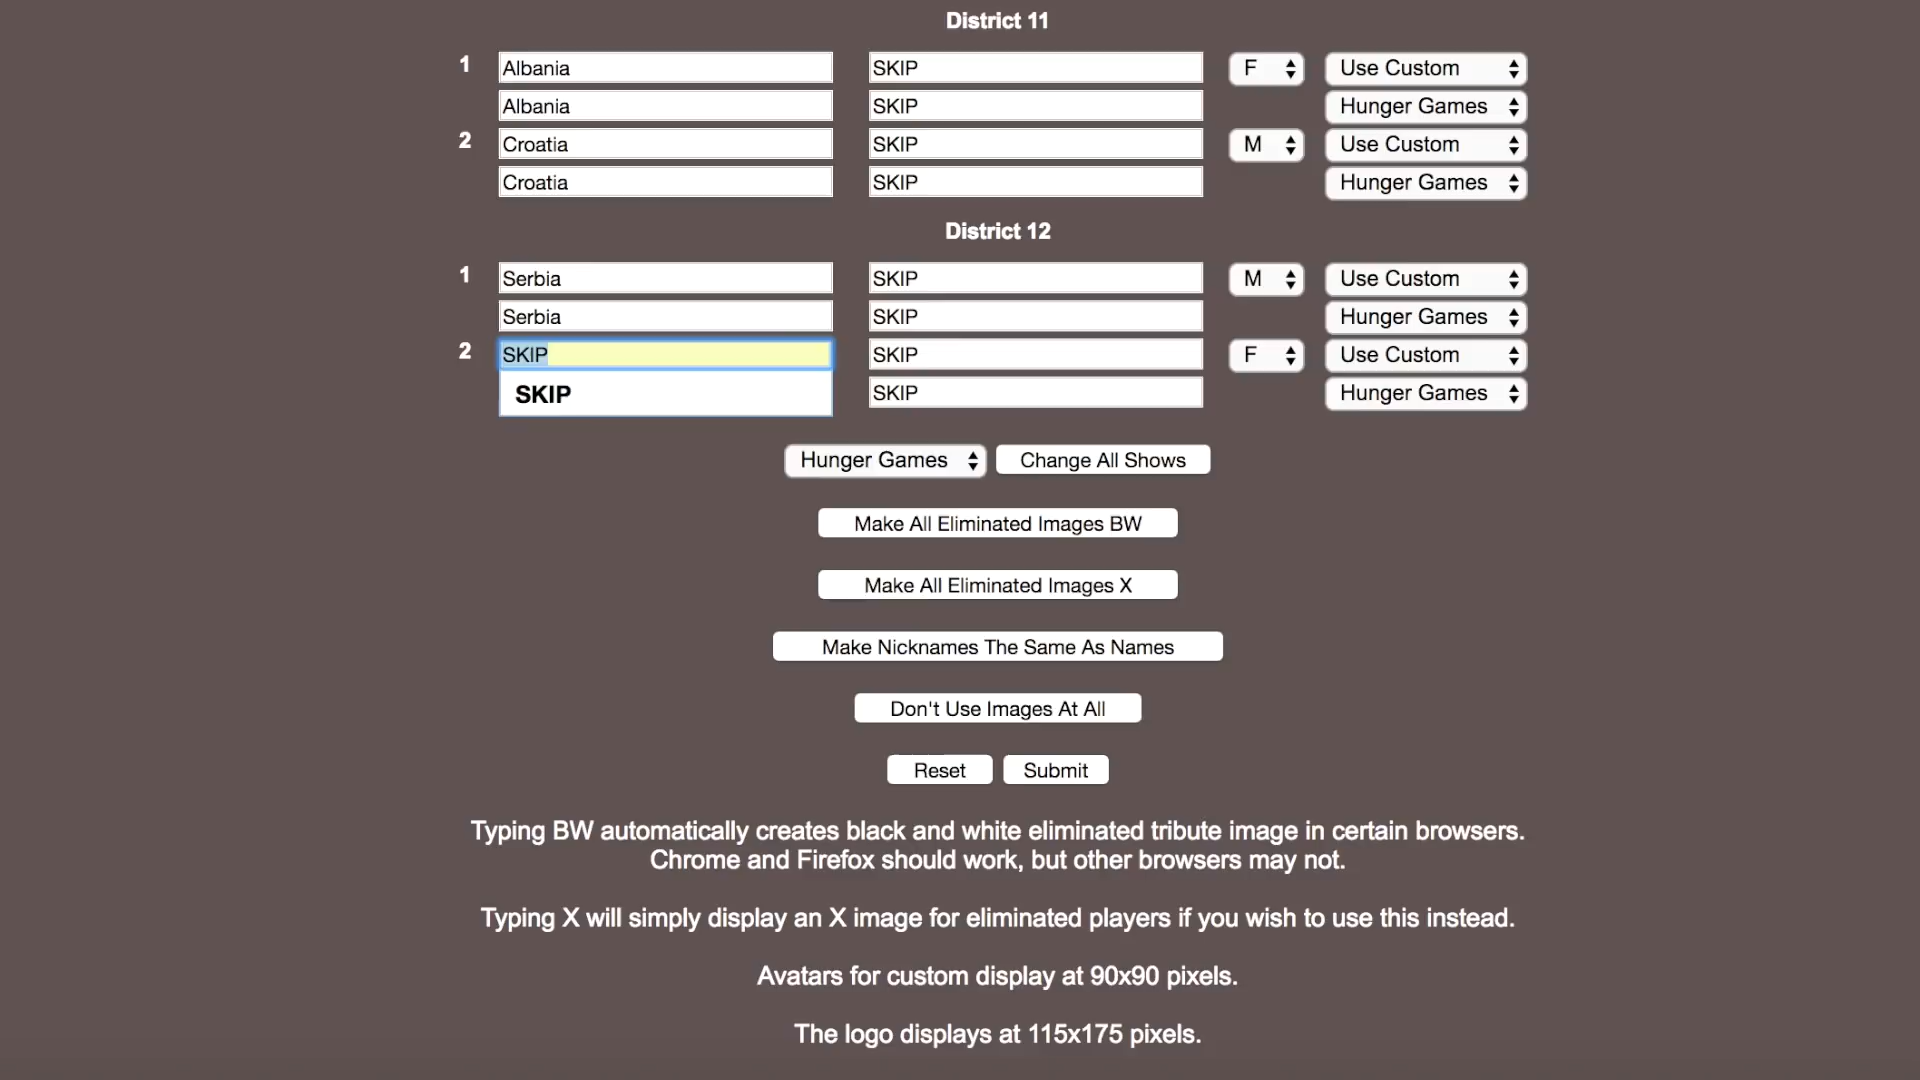 District 11
1 Albania SKIP F Use Custom
Albania SKIP Hunger Games
2 Croatia SKIP M Use Custom
Croatia SKIP Hunger Games
District 12
1 Serbia SKIP M Use Custom
Serbia SKIP Hunger Games
2 SKIP SKIP F Use Custom
SKIP SKIP Hunger Games
Hunger Games Change All Shows
Make All Eliminated Images BW
Make All Eliminated Images X
Make Nicknames The Same As Names
Don't Use Images At All
Reset Submit
Typing BW automatically creates black and white eliminated tribute image in certain browsers.
Chrome and Firefox should work, but other browsers may not.
Typing X will simply display an X image for eliminated players if you wish to use this instead.
Avatars for custom display at 90x90 pixels.
The logo displays at 115x175 pixels.